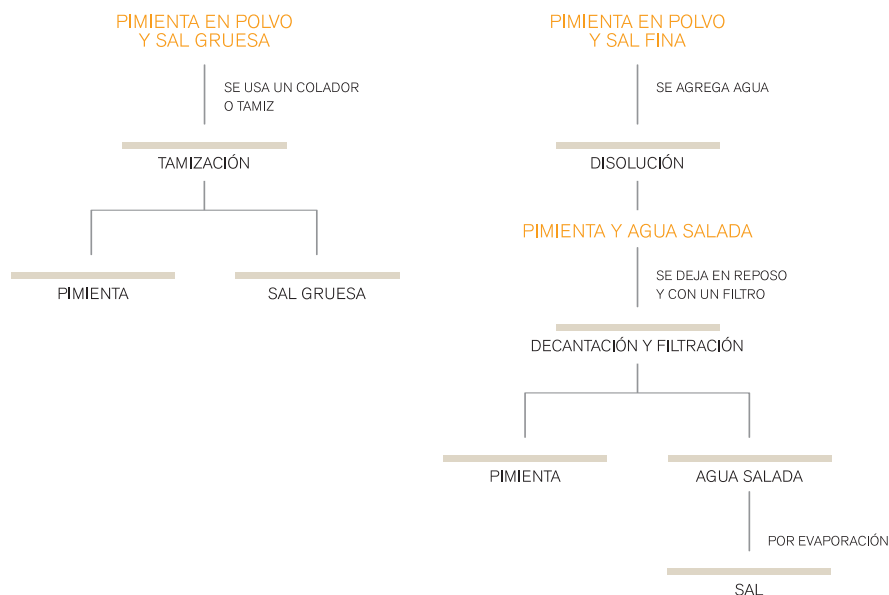 PIMIENTA EN POLVO
Y SAL GRUESA
SE USA UN COLADOR
O TAMIZ
TAMIZACIÓN
PIMIENTA
SAL GRUESA
PIMIENTA EN POLVO
Y SAL FINA
SE AGREGA AGUA
DISOLUCIÓN
PIMIENTA Y AGUA SALADA
SE DEJA EN REPOSO
Y CON UN FILTRO
DECANTACIÓN Y FILTRACIÓN
PIMIENTA
AGUA SALADA
POR EVAPORACIÓN
SAL